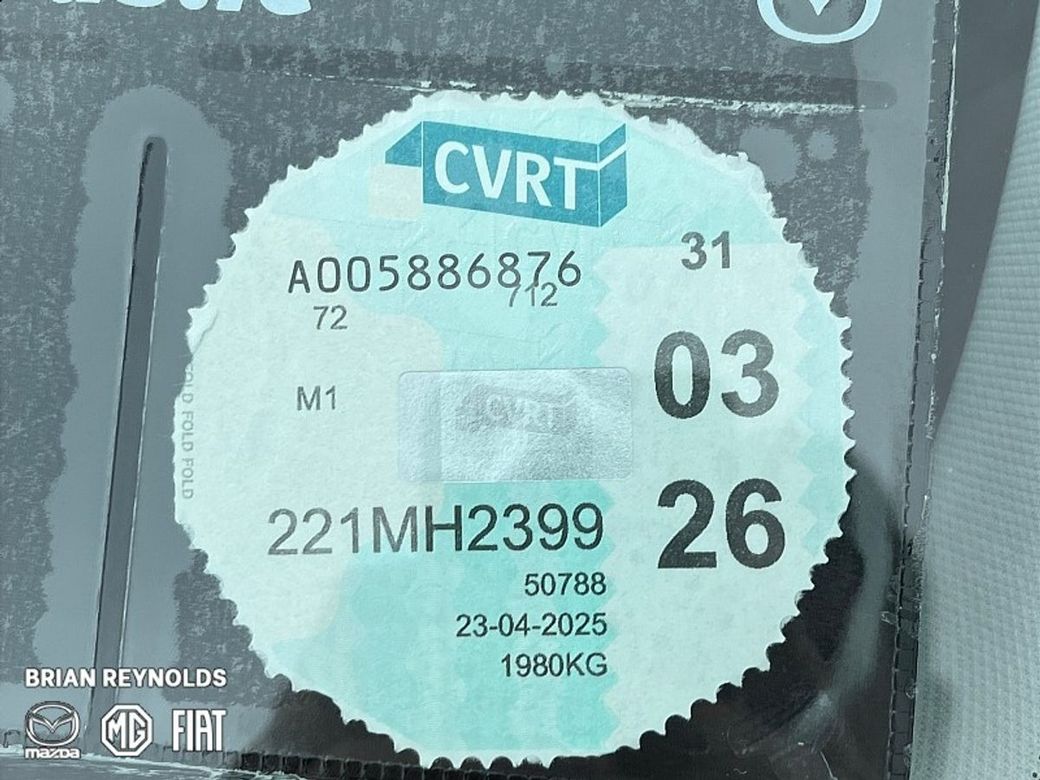 CVRT
A005886876
712
72
31
03
M1
CVRT
FOLD FOLD FOLD
221MH2399
26
50788
23-04-2025
1980KG
BRIAN REYNOLDS
mazda
MG
FIAT